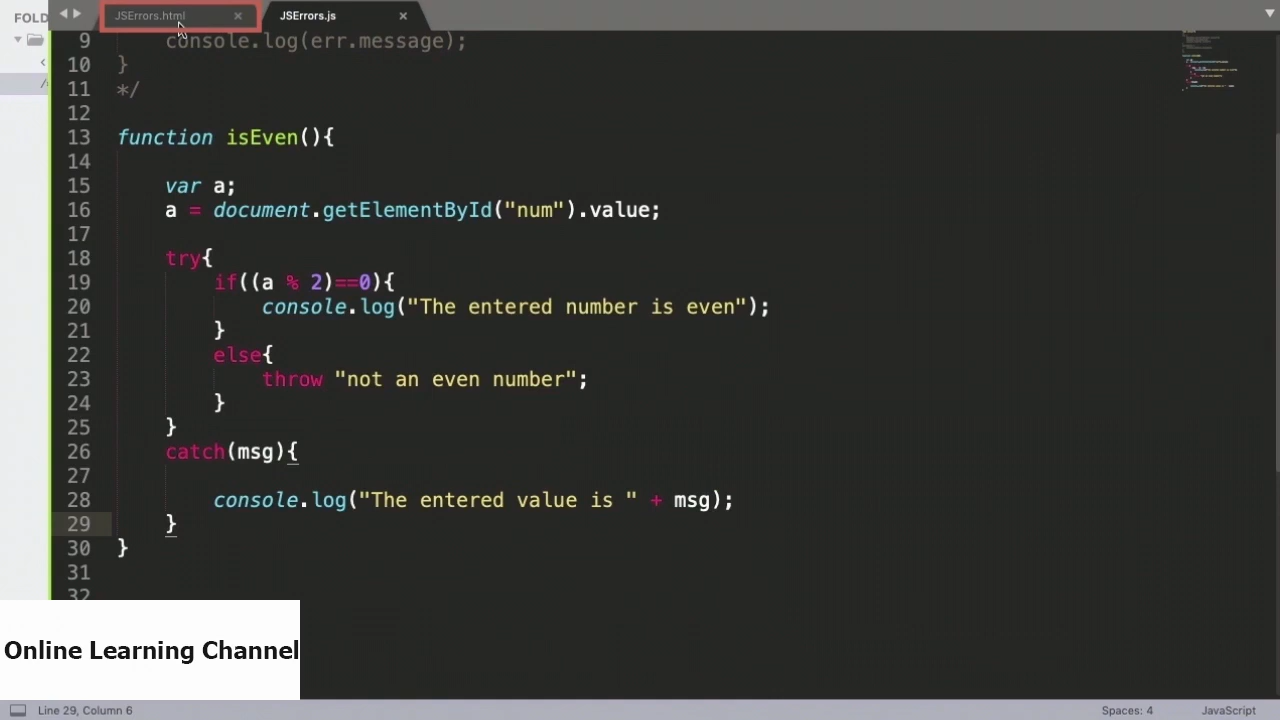 FOLD
JSErrors.html × JSErrors.js ×
9 console.log(err.message);
10 }
11 */
12
13 function isEven(){
14
15 var a;
16 a = document.getElementById("num").value;
17
18 try{
19 if((a % 2)==0){
20 console.log("The entered number is even");
21 }
22 else{
23 throw "not an even number";
24 }
25 }
26 catch(msg){
27
28 console.log("The entered value is " + msg);
29 }
30 }
31
32
Online Learning Channel
Line 29, Column 6 Spaces: 4 JavaScript